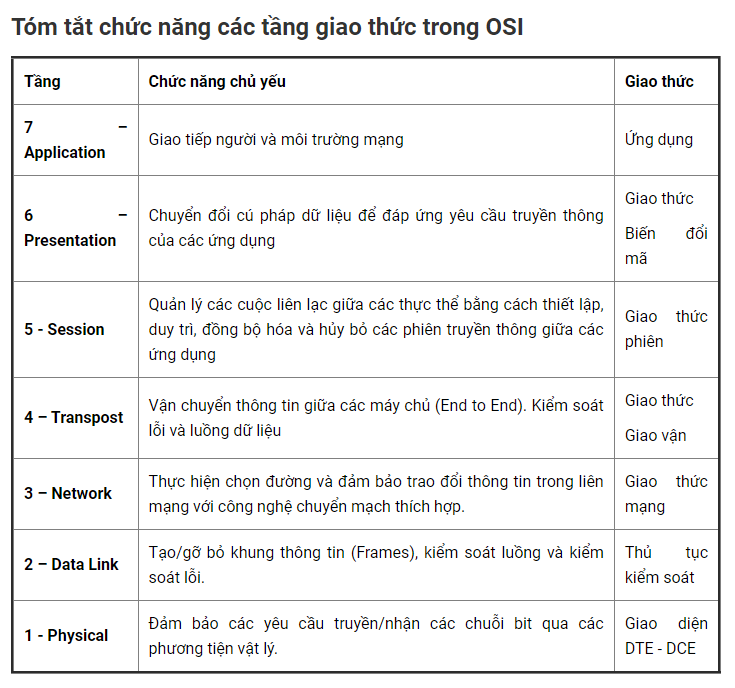 Tóm tắt chức năng các tầng giao thức trong OSI
Tầng
Chức năng chủ yếu
Giao thức
7 –
Application
Giao tiếp người và môi trường mạng
Ứng dụng
6 –
Presentation
Chuyển đổi cú pháp dữ liệu để đáp ứng yêu cầu truyền thông
của các ứng dụng
Giao thức
Biến đổi
mã
5 - Session
Quản lý các cuộc liên lạc giữa các thực thể bằng cách thiết lập,
duy trì, đồng bộ hóa và hủy bỏ các phiên truyền thông giữa các
ứng dụng
Giao thức
phiên
4 – Transpost
Vận chuyển thông tin giữa các máy chủ (End to End). Kiểm soát
lỗi và luồng dữ liệu
Giao thức
Giao vận
3 – Network
Thực hiện chọn đường và đảm bảo trao đổi thông tin trong liên
mạng với công nghệ chuyển mạch thích hợp.
Giao thức
mạng
2 – Data Link
Tạo/gỡ bỏ khung thông tin (Frames), kiểm soát luồng và kiểm
soát lỗi.
Thủ tục
kiểm soát
1 - Physical
Đảm bảo các yêu cầu truyền/nhận các chuỗi bit qua các
phương tiện vật lý.
Giao diện
DTE - DCE